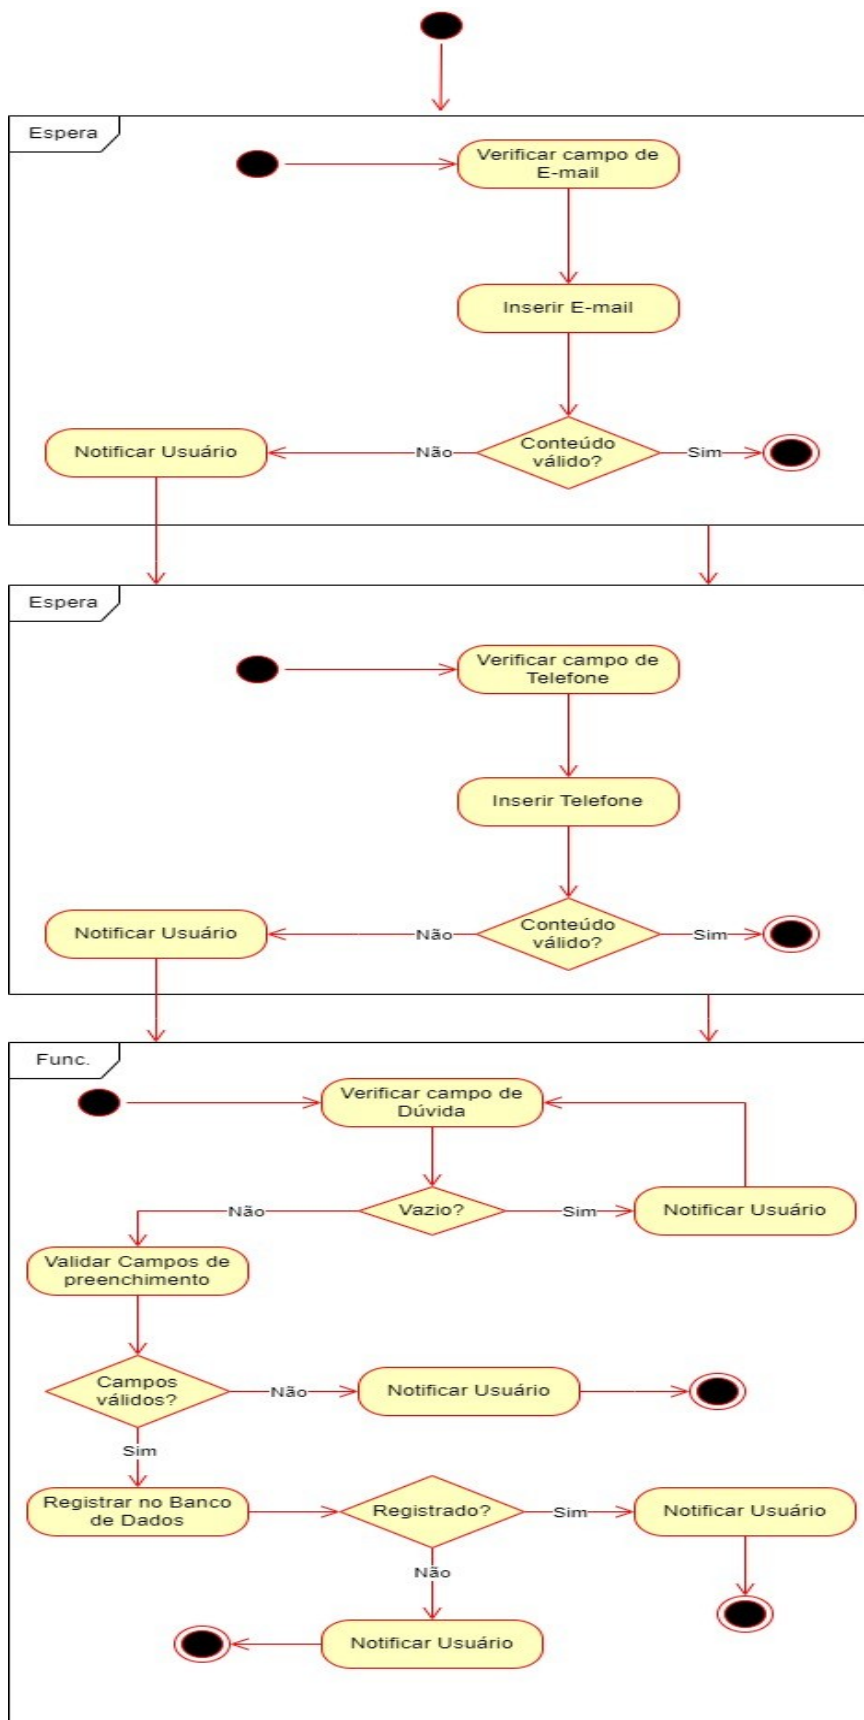 Espera
Verificar campo de
E-mail
Inserir E-mail
Notificar Usuário
Não
Conteúdo
válido?
Sim
Espera
Verificar campo de
Telefone
Inserir Telefone
Notificar Usuário
Não
Conteúdo
válido?
Sim
Func.
Verificar campo de
Dúvida
Não
Vazio?
Sim
Notificar Usuário
Validar Campos de
preenchimento
Campos
válidos?
Não
Notificar Usuário
Sim
Registrar no Banco
de Dados
Registrado?
Sim
Notificar Usuário
Não
Notificar Usuário